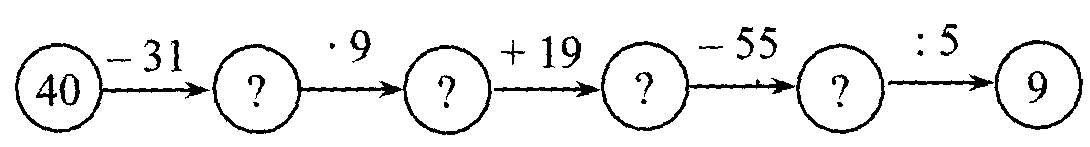 – 31 · 9 + 19 – 55 : 5
40 ? ? ? ? 9